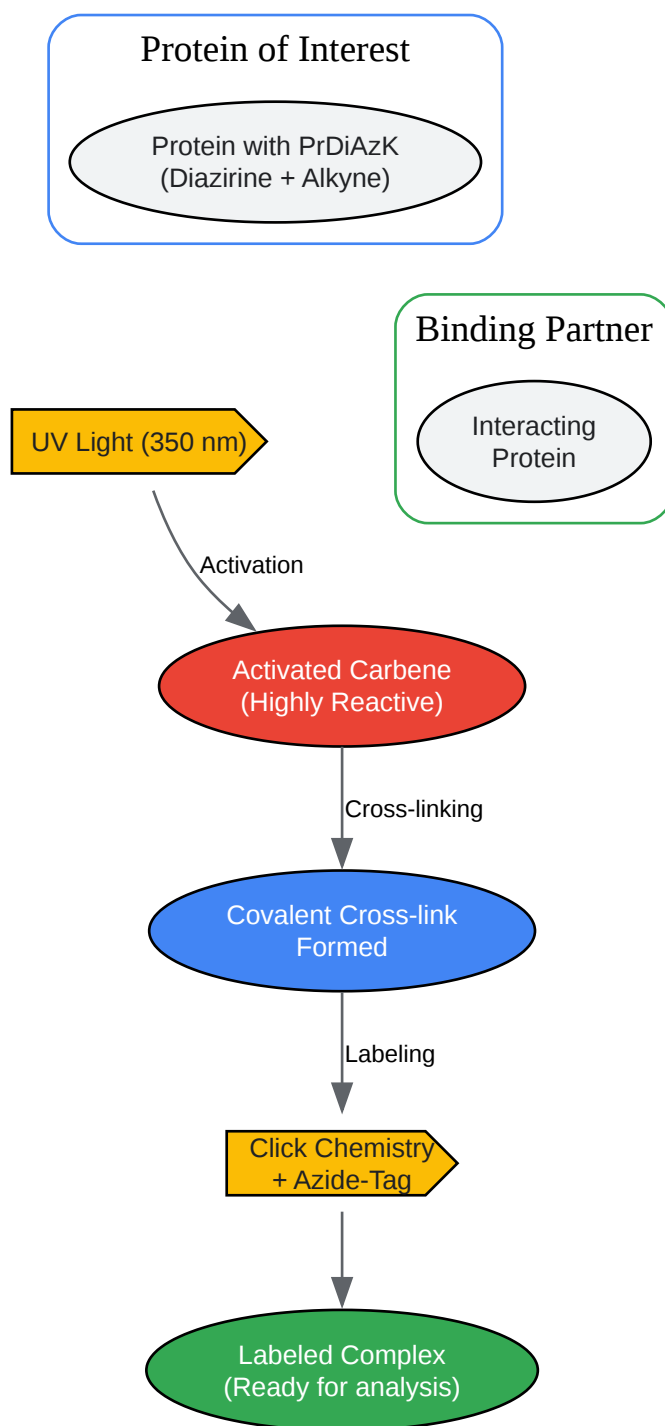 Protein of Interest
Protein with PrDiAzK
(Diazirine + Alkyne)
Binding Partner
Interacting
Protein
UV Light (350 nm)
Activation
Activated Carbene
(Highly Reactive)
Cross-linking
Covalent Cross-link
Formed
Labeling
Click Chemistry
+ Azide-Tag
Labeled Complex
(Ready for analysis)